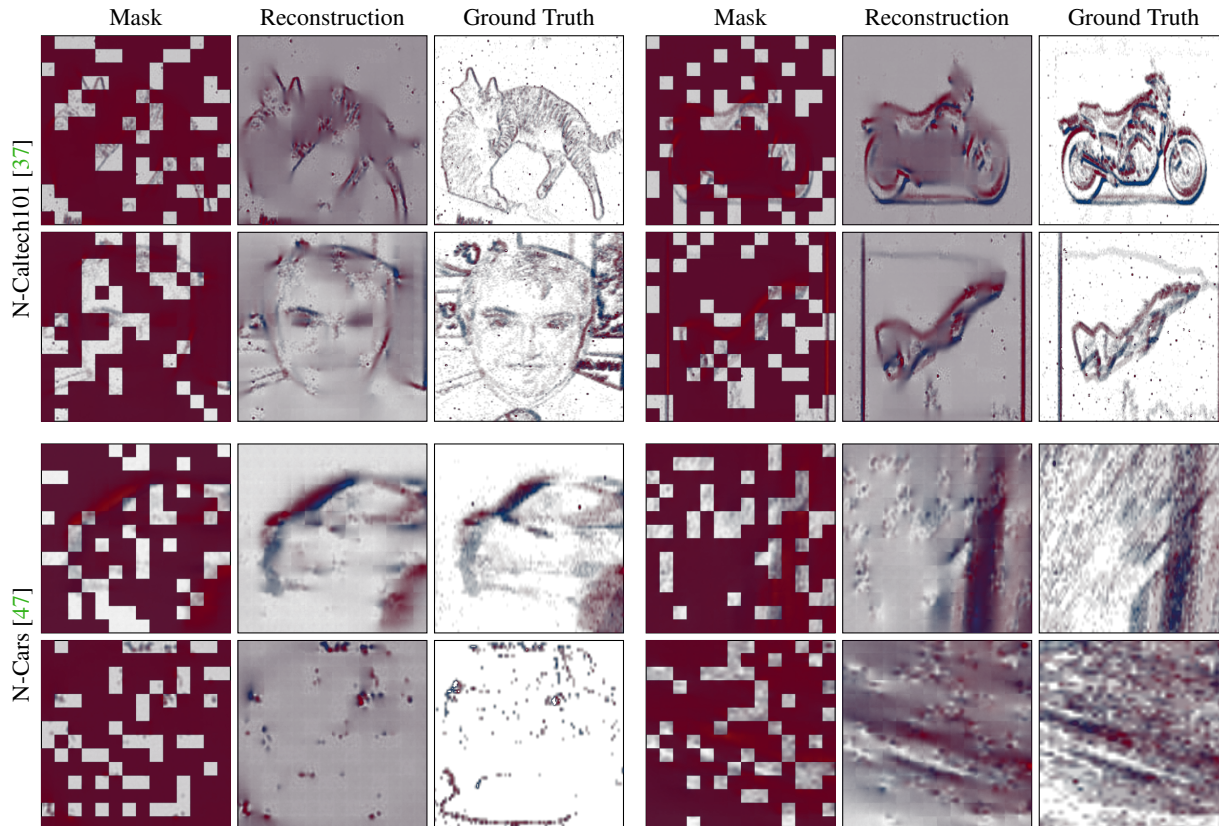 Mask Reconstruction Ground Truth Mask Reconstruction Ground Truth
N-Caltech101 [37]
N-Cars [47]